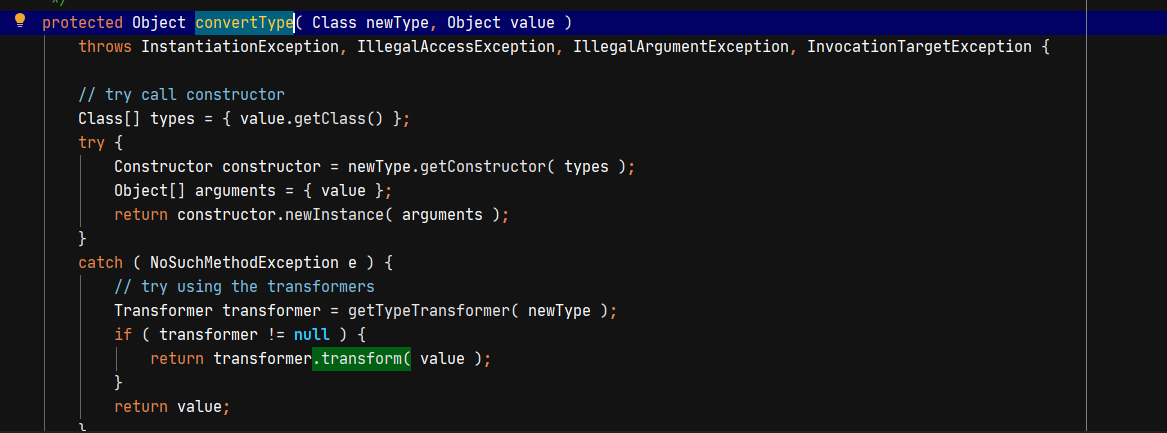 */
protected Object convertType( Class newType, Object value )
throws InstantiationException, IllegalAccessException, IllegalArgumentException, InvocationTargetException {
// try call constructor
Class[] types = { value.getClass() };
try {
Constructor constructor = newType.getConstructor( types );
Object[] arguments = { value };
return constructor.newInstance( arguments );
}
catch ( NoSuchMethodException e ) {
// try using the transformers
Transformer transformer = getTypeTransformer( newType );
if ( transformer != null ) {
return transformer.transform( value );
}
return value;
}